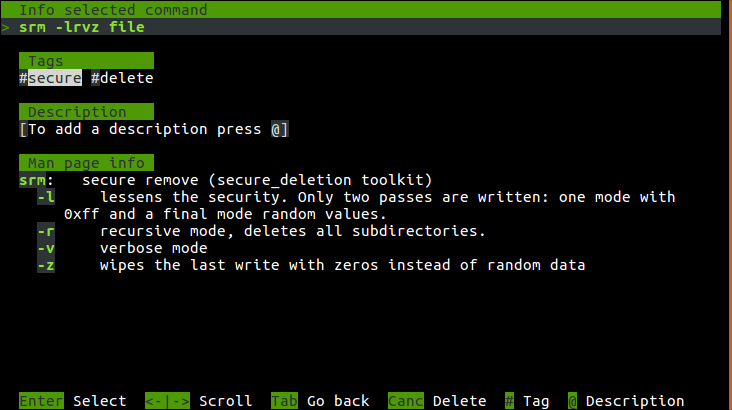 Info selected command
> srm -lrvz file
Tags
#secure #delete
Description
[To add a description press @]
Man page info
srm: secure remove (secure_deletion toolkit)
-l lessens the security. Only two passes are written: one mode with
0xff and a final mode random values.
-r recursive mode, deletes all subdirectories.
-v verbose mode
-z wipes the last write with zeros instead of random data
Enter Select <-|-> Scroll Tab Go back Canc Delete # Tag @ Description